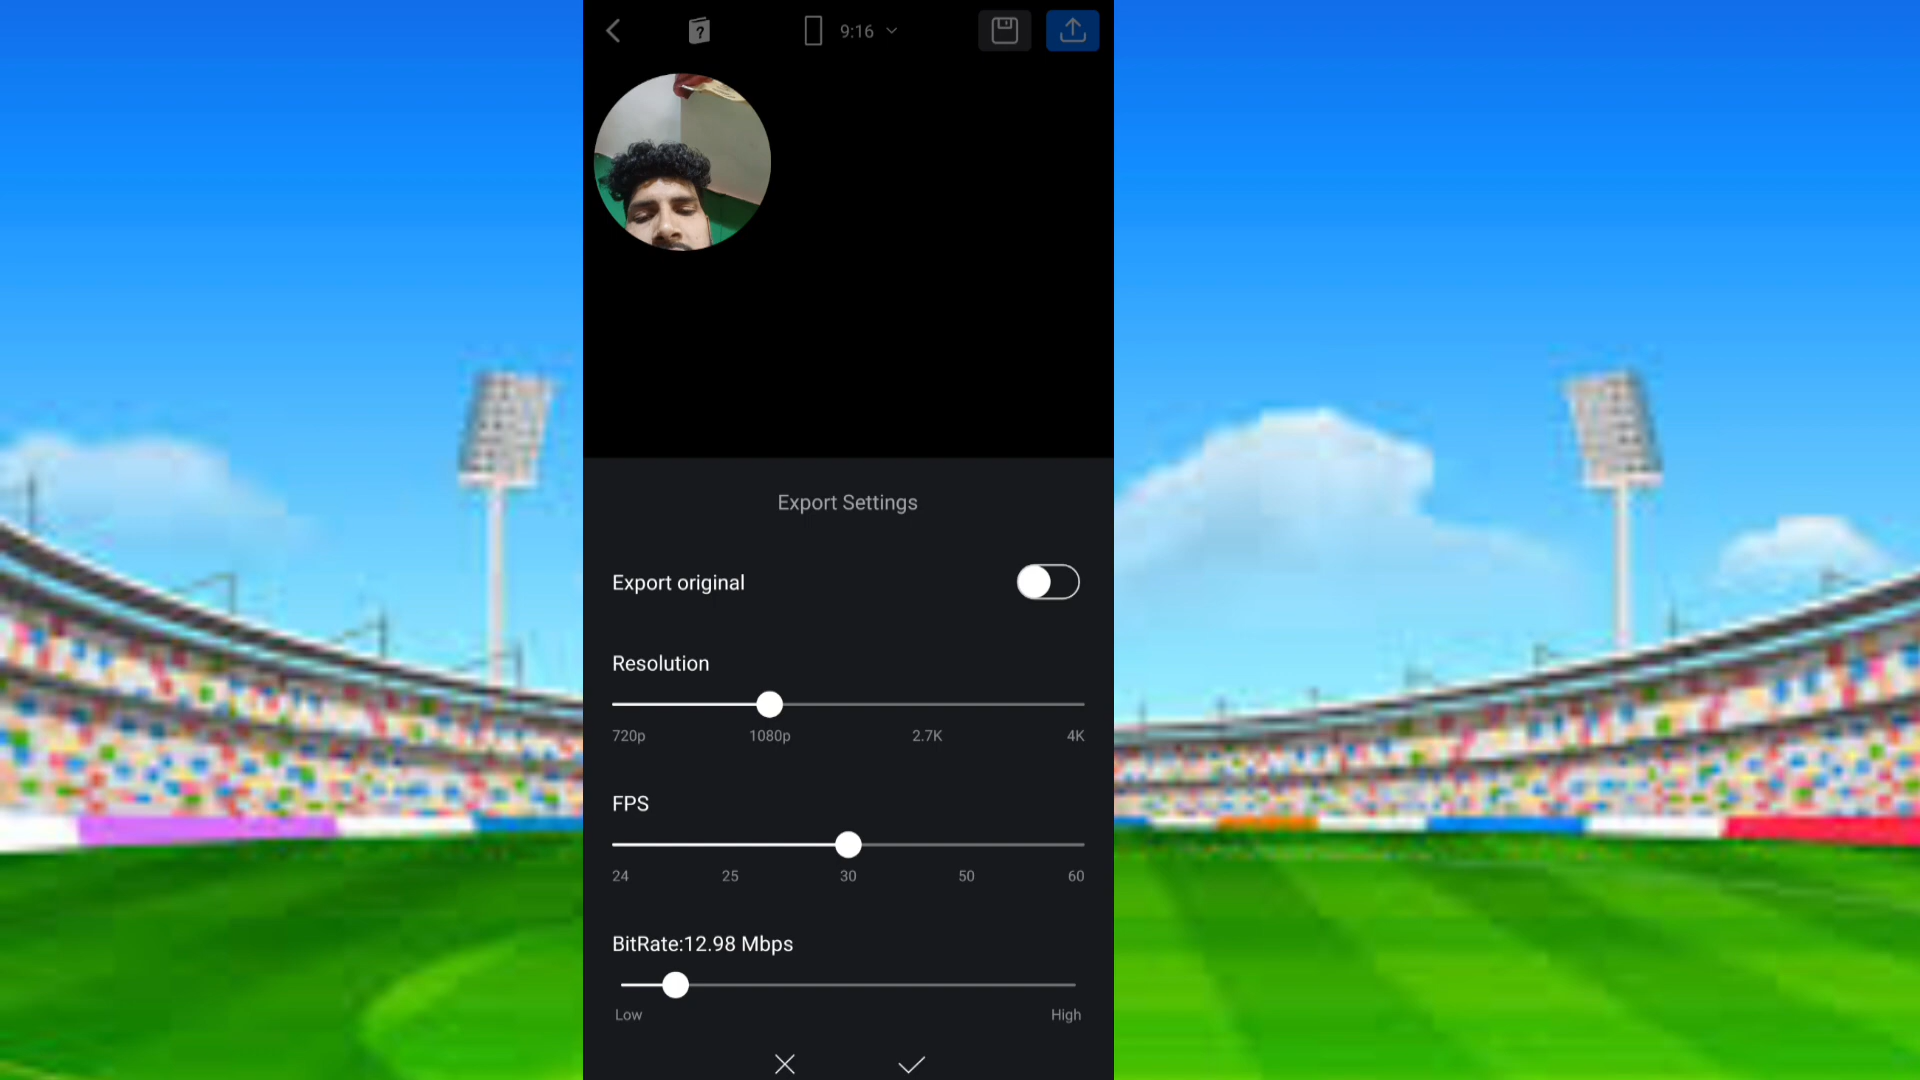 9:16
Export Settings
Export original
Resolution
720p 1080p 2.7K 4K
FPS
24 25 30 50 60
BitRate:12.98 Mbps
Low High